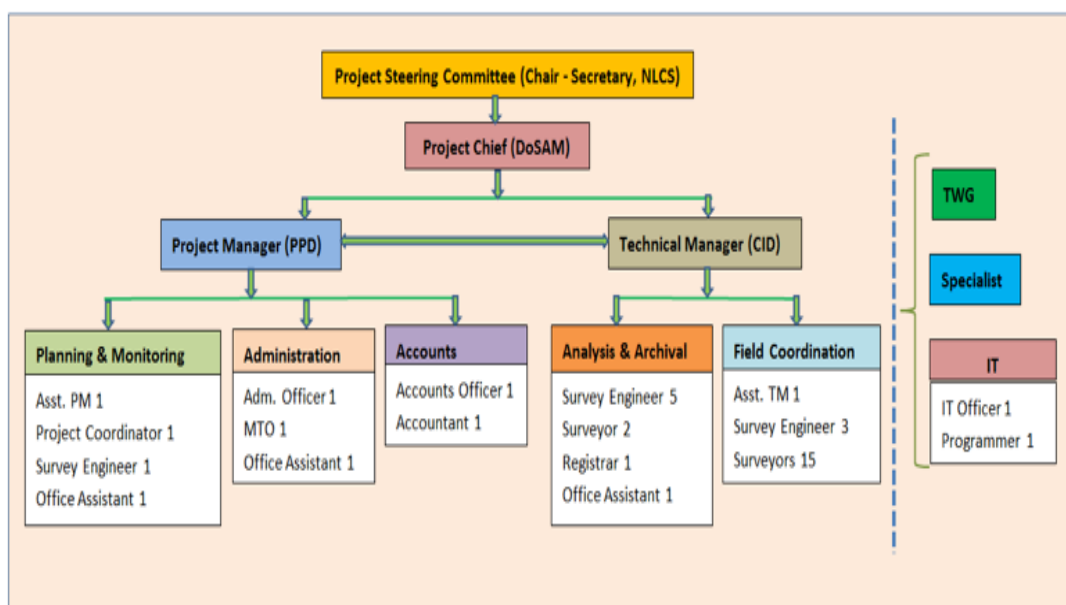 Project Steering Committee (Chair - Secretary, NLCS)
Project Chief (DoSAM)
Project Manager (PPD)
Technical Manager (CID)
Planning & Monitoring
Asst. PM 1
Project Coordinator 1
Survey Engineer 1
Office Assistant 1
Administration
Adm. Officer 1
MTO 1
Office Assistant 1
Accounts
Accounts Officer 1
Accountant 1
Analysis & Archival
Survey Engineer 5
Surveyor 2
Registrar 1
Office Assistant 1
Field Coordination
Asst. TM 1
Survey Engineer 3
Surveyors 15
TWG
Specialist
IT
IT Officer 1
Programmer 1